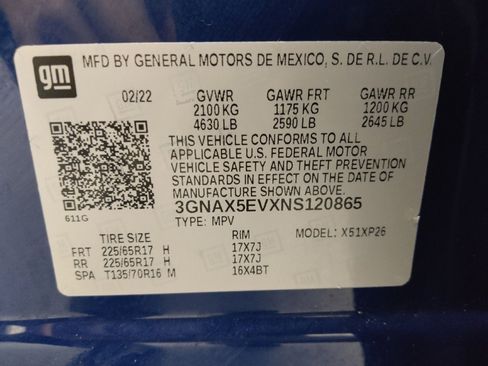 gm MFD BY GENERAL MOTORS DE MEXICO, S. DE R.L. DE C.V.
02/22 GVWR GAWR FRT GAWR RR
2100 KG 1175 KG 1200 KG
4630 LB 2590 LB 2645 LB
THIS VEHICLE CONFORMS TO ALL
APPLICABLE U.S. FEDERAL MOTOR
VEHICLE SAFETY AND THEFT PREVENTION
STANDARDS IN EFFECT ON THE DATE OF
MANUFACTURE SHOWN ABOVE.
611G
3GNAX5EVXNS120865
TYPE: MPV MODEL: X51XP26
TIRE SIZE RIM
FRT 225/65R17 H 17X7J
RR 225/65R17 H 17X7J
SPA T135/70R16 M 16X4BT